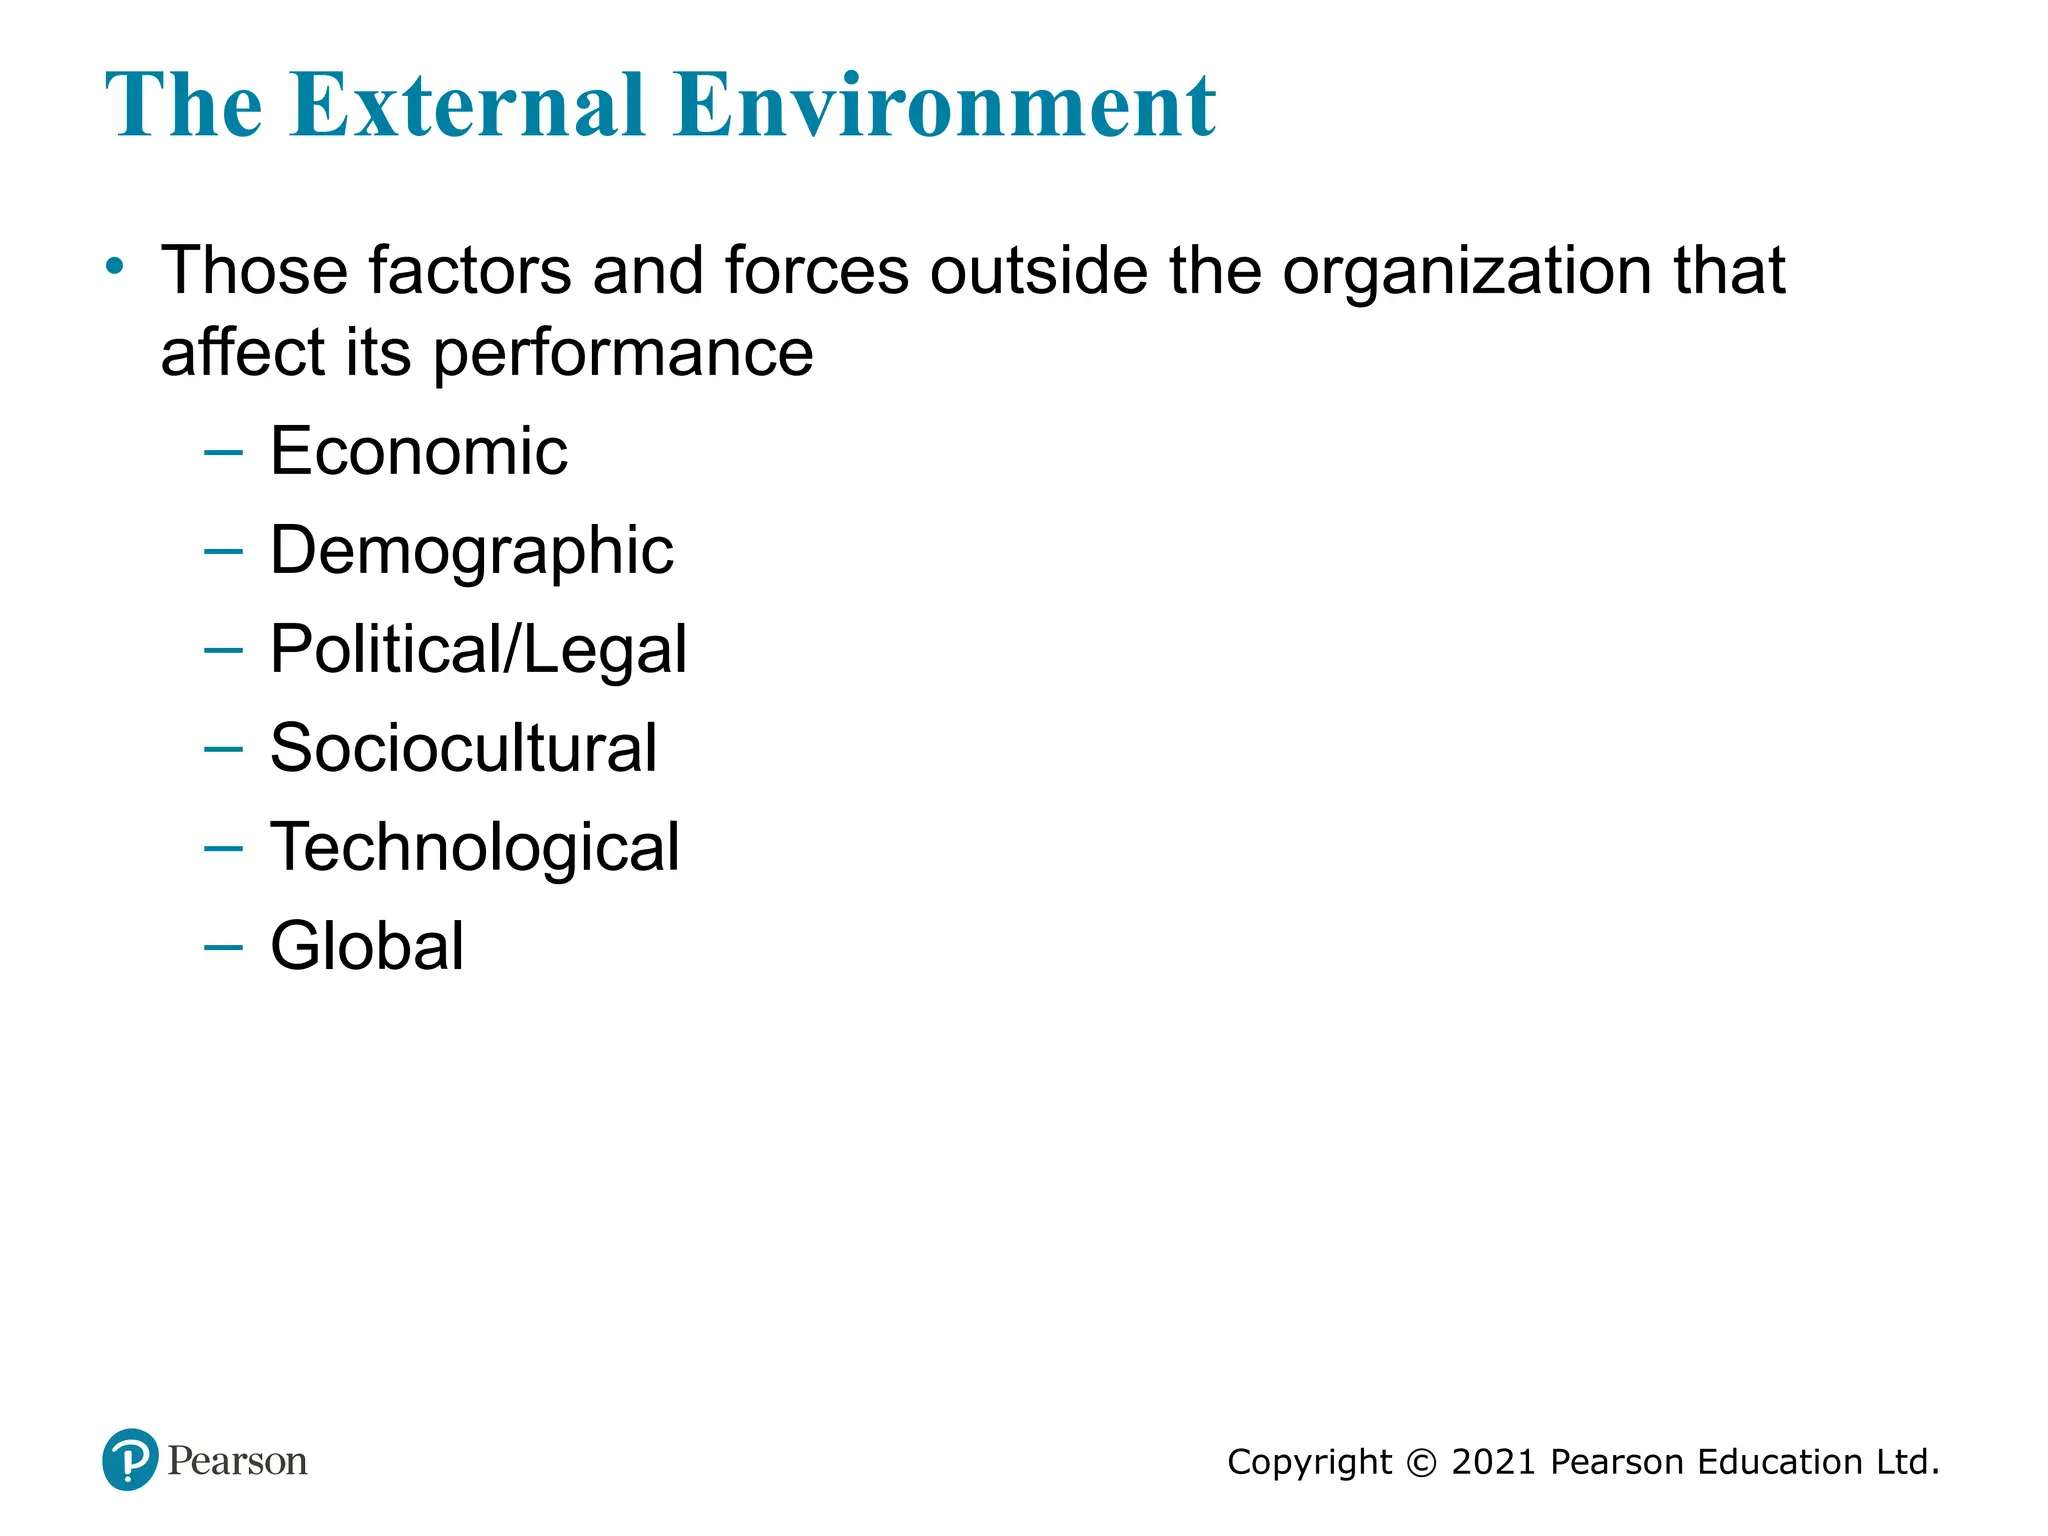 The External Environment
• Those factors and forces outside the organization that
affect its performance
– Economic
– Demographic
– Political/Legal
– Sociocultural
– Technological
– Global
Pearson
Copyright © 2021 Pearson Education Ltd.